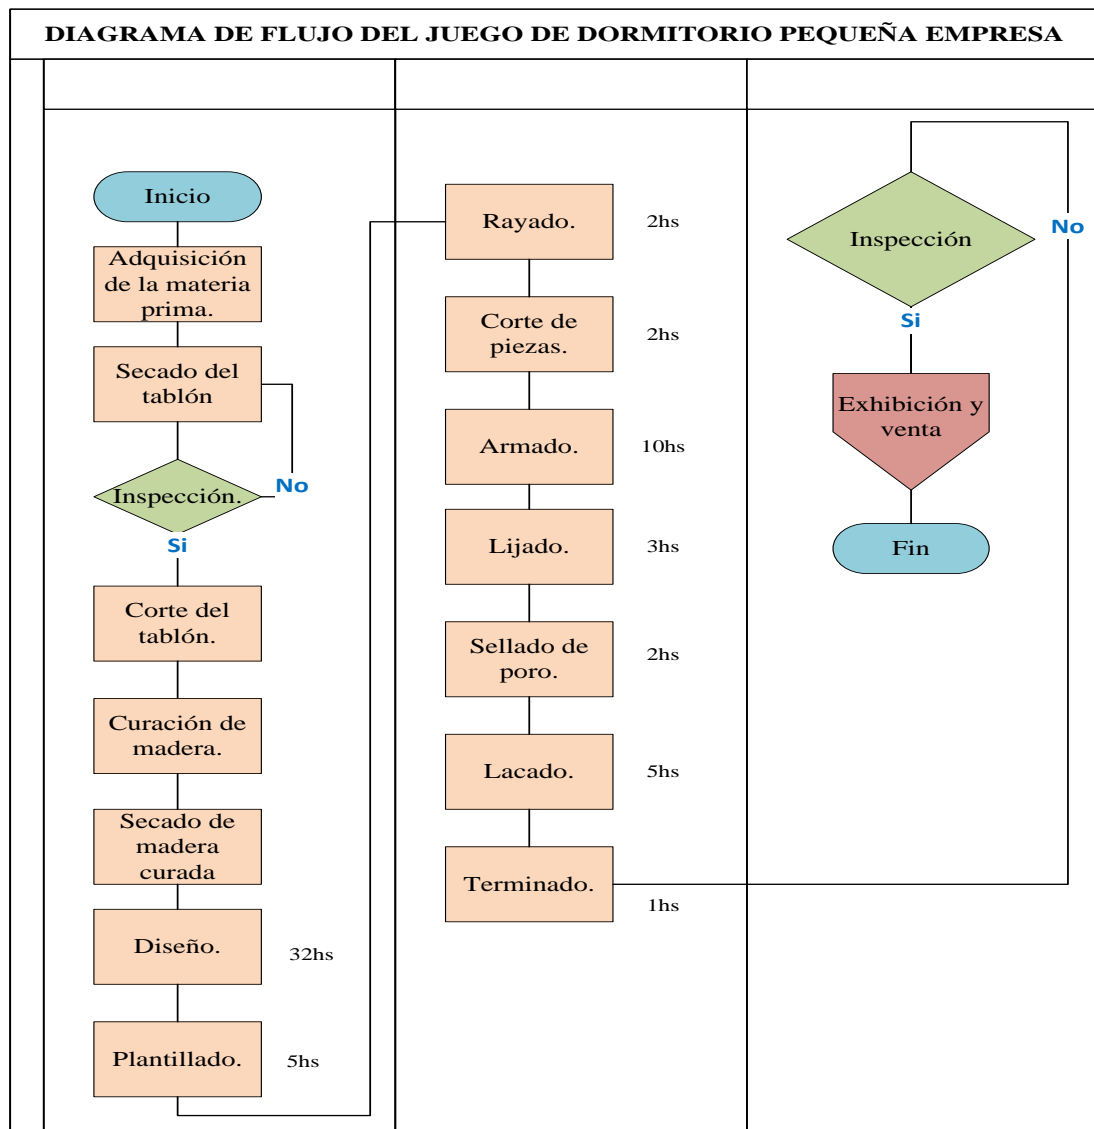 DIAGRAMA DE FLUJO DEL JUEGO DE DORMITORIO PEQUEÑA EMPRESA
Inicio
Adquisición
de la materia
prima.
Secado del
tablón
Inspección.
No
Si
Corte del
tablón.
Curación de
madera.
Secado de
madera
curada
Diseño.
32hs
Plantillado.
5hs
Rayado.
2hs
Corte de
piezas.
2hs
Armado.
10hs
Lijado.
3hs
Sellado de
poro.
2hs
Lacado.
5hs
Terminado.
1hs
Inspección
No
Si
Exhibición y
venta
Fin